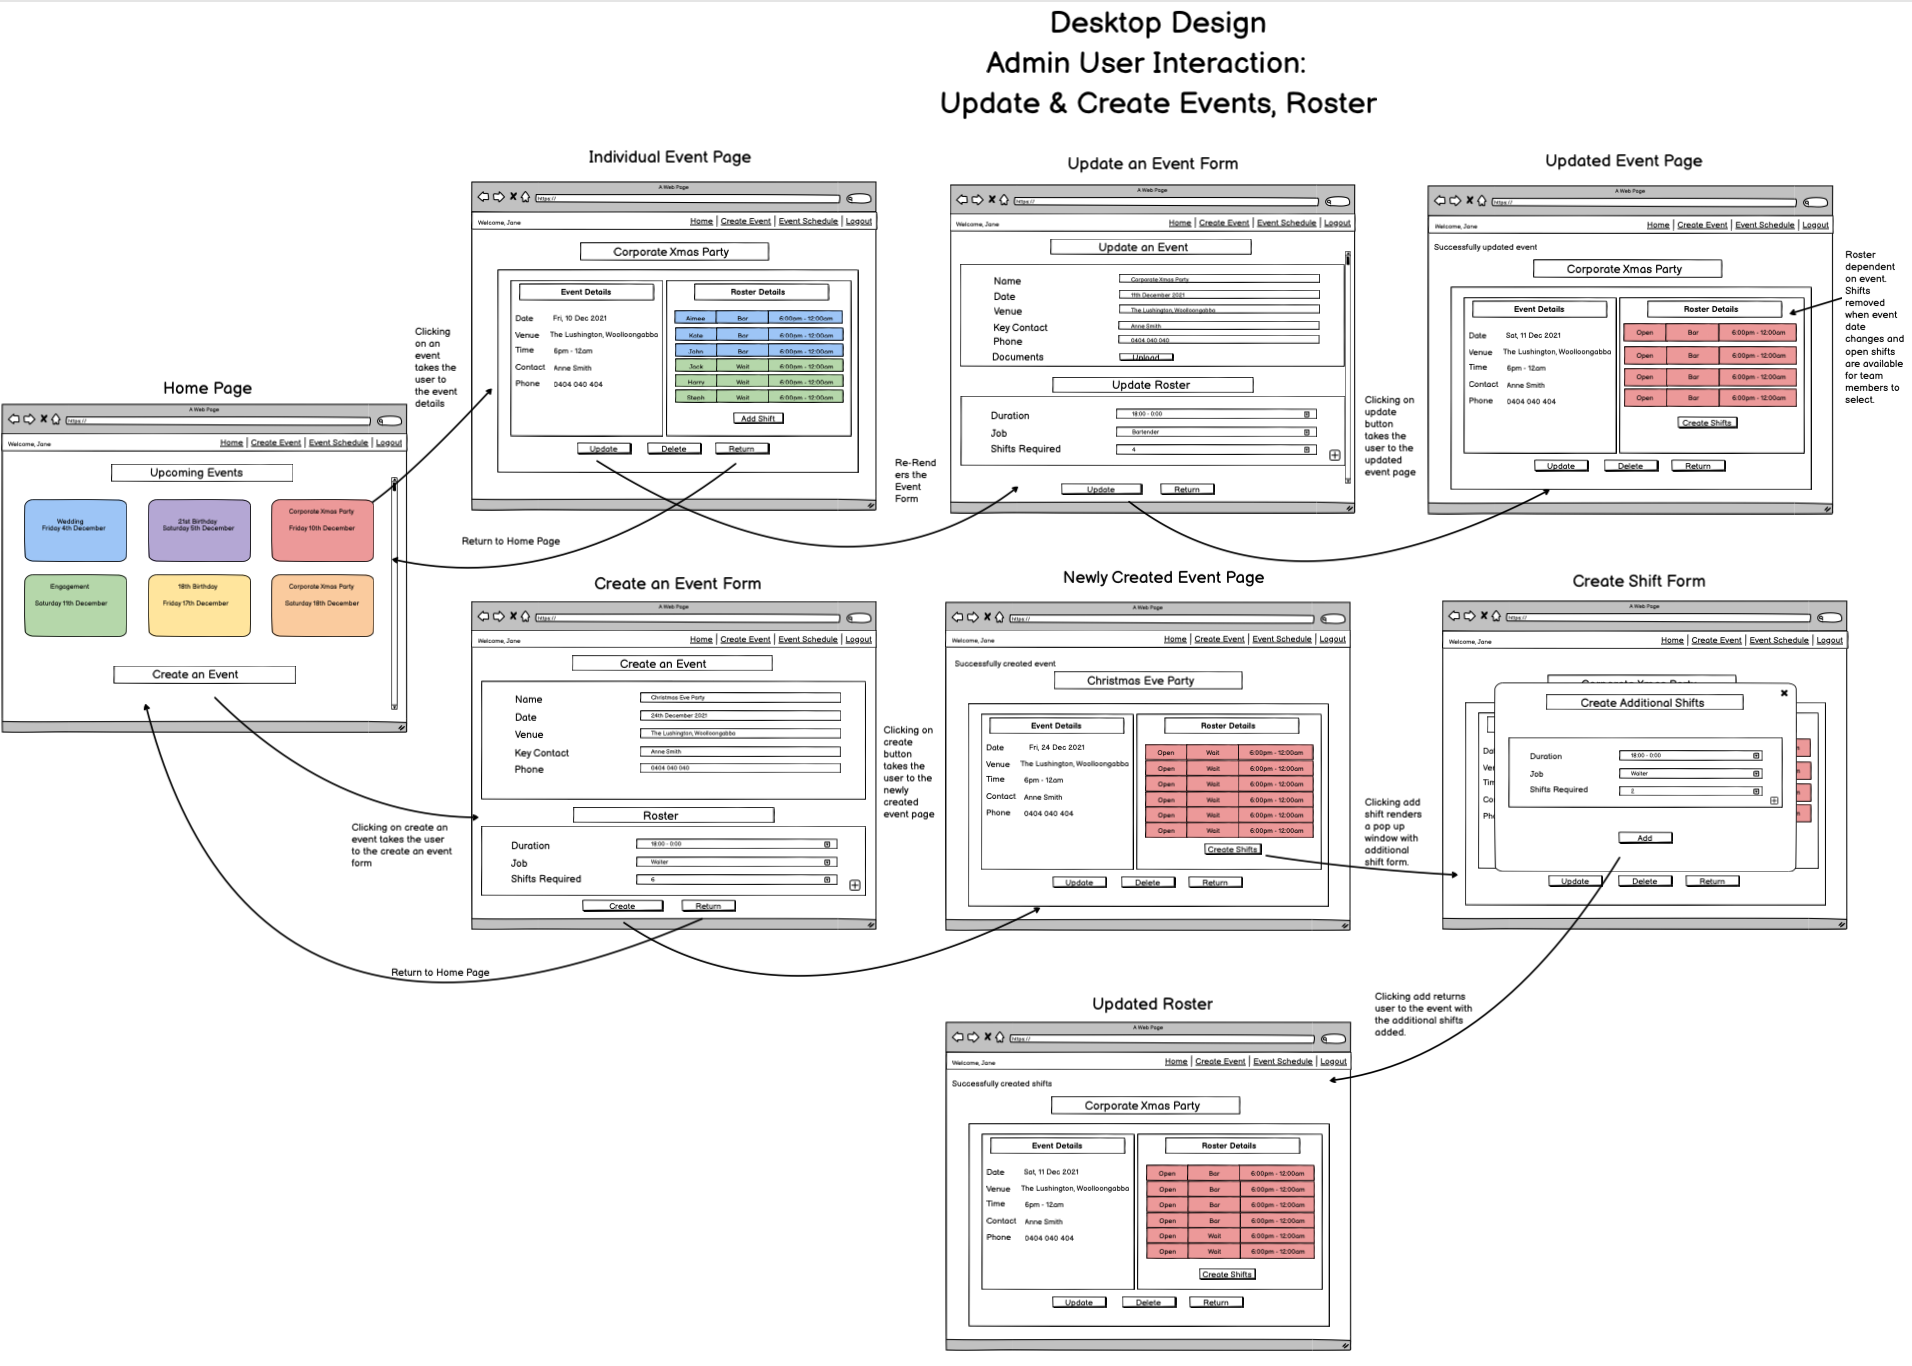 Desktop Design
Admin User Interaction:
Update & Create Events, Roster
Home Page
A Web Page
https://
Welcome, Jane
Home | Create Event | Event Schedule | Logout
Upcoming Events
Wedding
Friday 4th December
21st Birthday
Saturday 5th December
Corporate Xmas Party
Friday 10th December
Engagement
Saturday 11th December
18th Birthday
Friday 17th December
Corporate Xmas Party
Saturday 18th December
Create an Event
Clicking
on an
event
takes the
user to
the event
details
Individual Event Page
A Web Page
https://
Welcome, Jane
Home | Create Event | Event Schedule | Logout
Corporate Xmas Party
Event Details
Date Fri, 10 Dec 2021
Venue The Lushington, Woolloongabba
Time 6pm - 12am
Contact Anne Smith
Phone 0404 040 404
Roster Details
Aimee Bar 6:00pm - 12:00am
Kate Bar 6:00pm - 12:00am
John Bar 6:00pm - 12:00am
Jack Wait 6:00pm - 12:00am
Harry Wait 6:00pm - 12:00am
Steph Wait 6:00pm - 12:00am
Add Shift
Update Delete Return
Return to Home Page
Re-Rend
ers the
Event
Form
Update an Event Form
A Web Page
https://
Welcome, Jane
Home | Create Event | Event Schedule | Logout
Update an Event
Name Corporate Xmas Party
Date 11th December 2021
Venue The Lushington, Woolloongabba
Key Contact Anne Smith
Phone 0404 040 040
Documents Upload
Update Roster
Duration 18:00 - 0:00
Job Bartender
Shifts Required 4
Update Return
Clicking on
update
button
takes the
user to the
updated
event page
Updated Event Page
A Web Page
https://
Welcome, Jane
Home | Create Event | Event Schedule | Logout
Successfully updated event
Corporate Xmas Party
Event Details
Date Sat, 11 Dec 2021
Venue The Lushington, Woolloongabba
Time 6pm - 12am
Contact Anne Smith
Phone 0404 040 404
Roster Details
Open Bar 6:00pm - 12:00am
Open Bar 6:00pm - 12:00am
Open Bar 6:00pm - 12:00am
Open Bar 6:00pm - 12:00am
Create Shifts
Update Delete Return
Roster
dependent
on event.
Shifts
removed
when event
date
changes and
open shifts
are available
for team
members to
select.
Clicking on create an
event takes the user
to the create an event
form
Create an Event Form
A Web Page
https://
Welcome, Jane
Home | Create Event | Event Schedule | Logout
Create an Event
Name Christmas Eve Party
Date 24th December 2021
Venue The Lushington, Woolloongabba
Key Contact Anne Smith
Phone 0404 040 040
Roster
Duration 18:00 - 0:00
Job Waiter
Shifts Required 6
Create Return
Return to Home Page
Clicking on
create
button
takes the
user to the
newly
created
event page
Newly Created Event Page
A Web Page
https://
Welcome, Jane
Home | Create Event | Event Schedule | Logout
Successfully created event
Christmas Eve Party
Event Details
Date Fri, 24 Dec 2021
Venue The Lushington, Woolloongabba
Time 6pm - 12am
Contact Anne Smith
Phone 0404 040 404
Roster Details
Open Wait 6:00pm - 12:00am
Open Wait 6:00pm - 12:00am
Open Wait 6:00pm - 12:00am
Open Wait 6:00pm - 12:00am
Open Wait 6:00pm - 12:00am
Open Wait 6:00pm - 12:00am
Create Shifts
Update Delete Return
Clicking add
shift renders
a pop up
window with
additional
shift form.
Create Shift Form
A Web Page
https://
Welcome, Jane
Home | Create Event | Event Schedule | Logout
Corporate Xmas Party
Create Additional Shifts
Duration 18:00 - 0:00
Job Waiter
Shifts Required
Add
Update Delete Return
Clicking add returns
user to the event with
the additional shifts
added.
Updated Roster
A Web Page
https://
Welcome, Jane
Home | Create Event | Event Schedule | Logout
Successfully created shifts
Corporate Xmas Party
Event Details
Date Sat, 11 Dec 2021
Venue The Lushington, Woolloongabba
Time 6pm - 12am
Contact Anne Smith
Phone 0404 040 404
Roster Details
Open Bar 6:00pm - 12:00am
Open Bar 6:00pm - 12:00am
Open Bar 6:00pm - 12:00am
Open Bar 6:00pm - 12:00am
Open Wait 6:00pm - 12:00am
Open Wait 6:00pm - 12:00am
Create Shifts
Update Delete Return